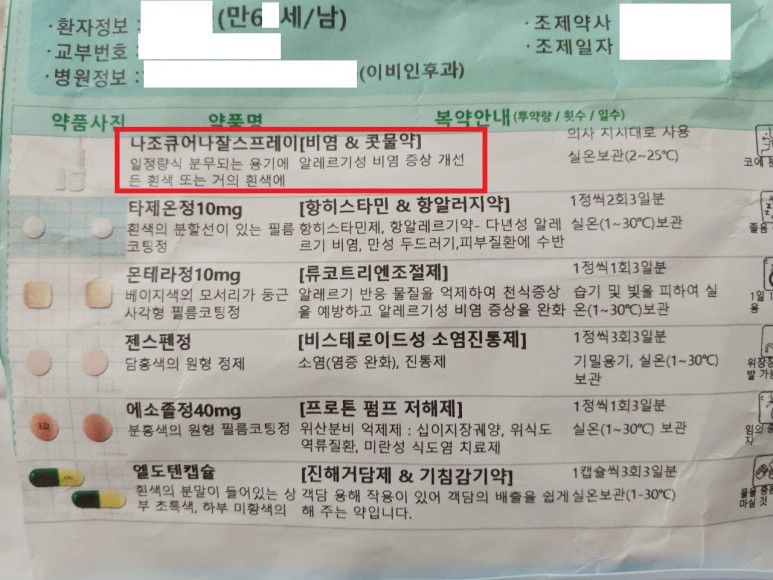 ·환자정보: (만6 세/남) ·조제약사
·교부번호: ·조제일자
·병원정보: (이비인후과)
약품사진 약품명 복약안내(투약량 / 횟수 / 일수)
나조큐어나잘스프레이[비염 & 콧물약] 의사 지시대로 사용
일정량식 분무되는 용기에 알레르기성 비염 증상 개선 실온보관(2~25℃)
든 흰색 또는 거의 흰색에
코에
타제온정10mg [항히스타민 & 항알러지약] 1정씩2회3일분
흰색의 분할선이 있는 필름 항히스타민제, 항알레르기약- 다년성 알레 실온(1~30℃)보관
코팅정 르기 비염, 만성 두드러기,피부질환에 수반
졸음
몬테라정10mg [류코트리엔조절제] 1정씩1회3일분
베이지색의 모서리가 둥근 알레르기 반응 물질을 억제하여 천식증상 습기 및 빛을 피하여 실
사각형 필름코팅정 을 예방하고 알레르기성 비염 증상을 완화 온(1~30℃)보관
1일
용
젠스펜정 [비스테로이드성 소염진통제] 1정씩3회3일분
담홍색의 원형 정제 소염(염증 완화), 진통제 기밀용기, 실온(1~30℃)
보관
위장장
발 가능
에소졸정40mg [프로톤 펌프 저해제] 1정씩1회3일분
분홍색의 원형 필름코팅정 위산분비 억제제 : 십이지장궤양, 위식도 실온(1~30℃) 보관
역류질환, 미란성 식도염 치료제
임의
자
엘도텐캡슐 [진해거담제 & 기침감기약] 1캡슐씩3회3일분
흰색의 분말이 들어있는 상 객담 용해 작용이 있어 객담의 배출을 쉽게 실온보관(1-30℃)
부 초록색, 하부 미황색의 해 주는 약입니다.
마실 것